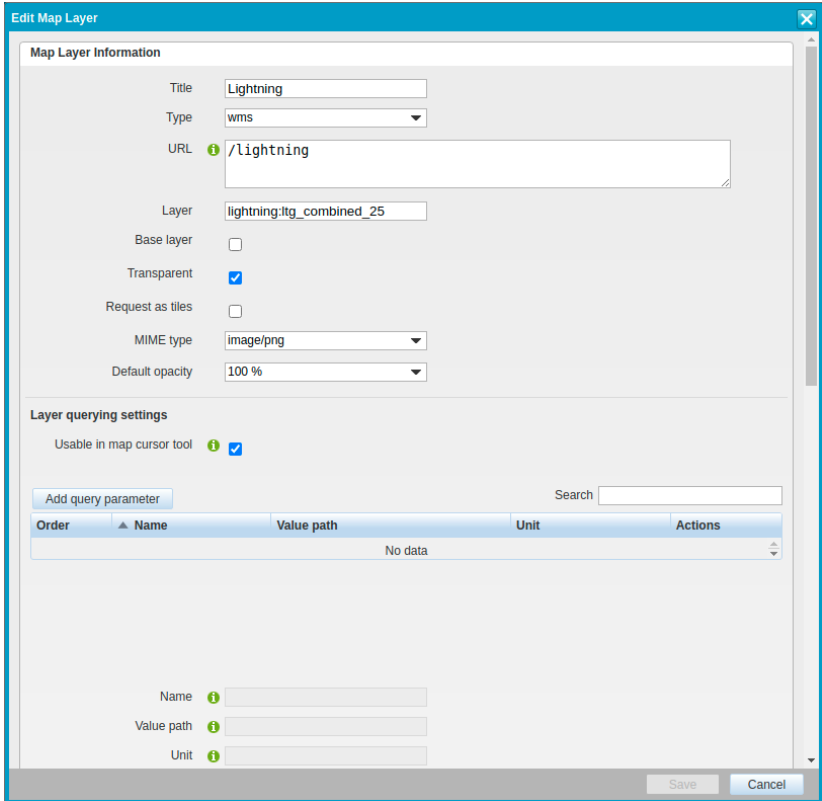 Edit Map Layer
Map Layer Information
Title Lightning
Type wms
URL /lightning
Layer lightning:ltg_combined_25
Base layer
Transparent
Request as tiles
MIME type image/png
Default opacity 100 %
Layer querying settings
Usable in map cursor tool
Add query parameter Search
Order Name Value path Unit Actions
No data
Name
Value path
Unit
Save Cancel